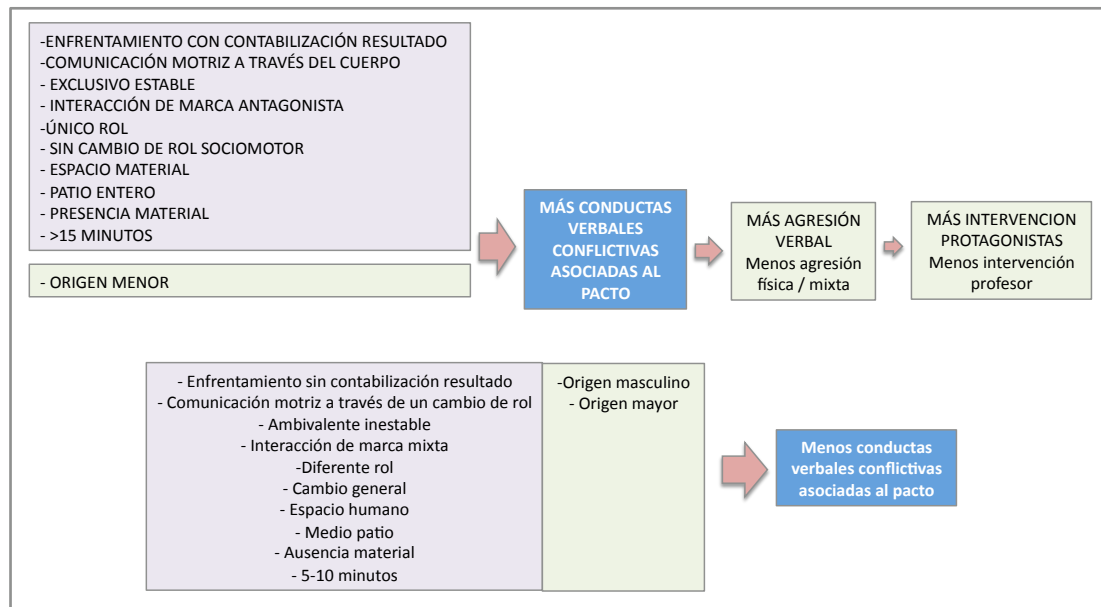 -ENFRENTAMIENTO CON CONTABILIZACIÓN RESULTADO
-COMUNICACIÓN MOTRIZ A TRAVÉS DEL CUERPO
- EXCLUSIVO ESTABLE
- INTERACCIÓN DE MARCA ANTAGONISTA
-ÚNICO ROL
- SIN CAMBIO DE ROL SOCIOMOTOR
- ESPACIO MATERIAL
- PATIO ENTERO
- PRESENCIA MATERIAL
- >15 MINUTOS
- ORIGEN MENOR
MÁS CONDUCTAS
VERBALES
CONFLICTIVAS
ASOCIADAS AL
PACTO
MÁS AGRESIÓN
VERBAL
Menos agresión
física / mixta
MÁS INTERVENCION
PROTAGONISTAS
Menos intervención
profesor
- Enfrentamiento sin contabilización resultado
- Comunicación motriz a través de un cambio de rol
- Ambivalente inestable
- Interacción de marca mixta
-Diferente rol
- Cambio general
- Espacio humano
- Medio patio
- Ausencia material
- 5-10 minutos
-Origen masculino
- Origen mayor
Menos conductas
verbales conflictivas
asociadas al pacto